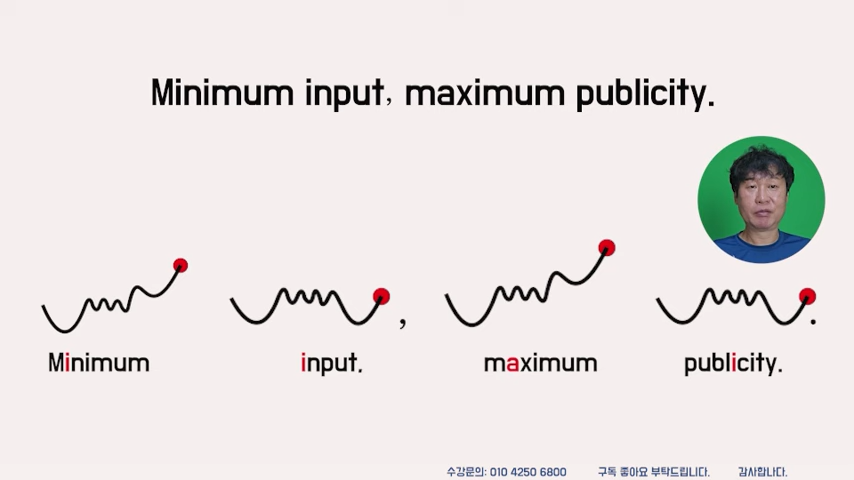 Minimum input, maximum publicity.
, .
Minimum input. maximum publicity.
수강문의: 010 4250 6800 구독 좋아요 부탁드립니다. 감사합나다.